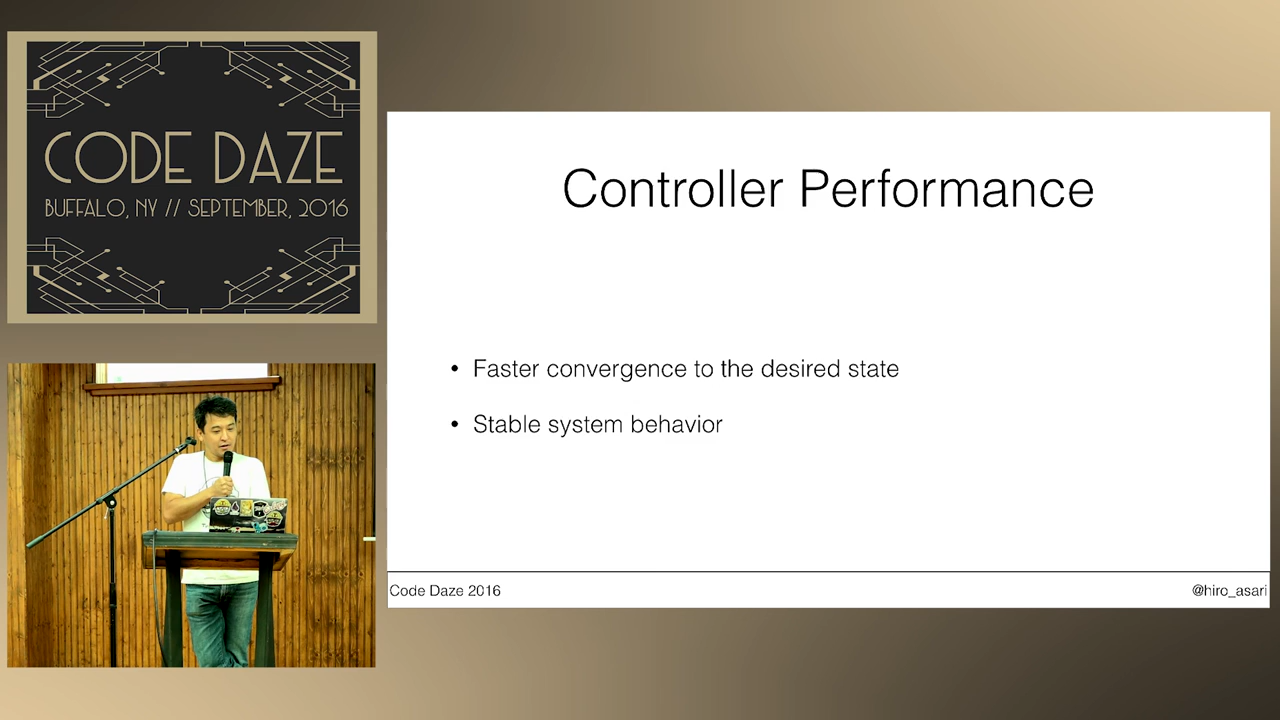 CODE DAZE
BUFFALO, NY // SEPTEMBER, 2016
Controller Performance
• Faster convergence to the desired state
• Stable system behavior
Code Daze 2016
@hiro_asari